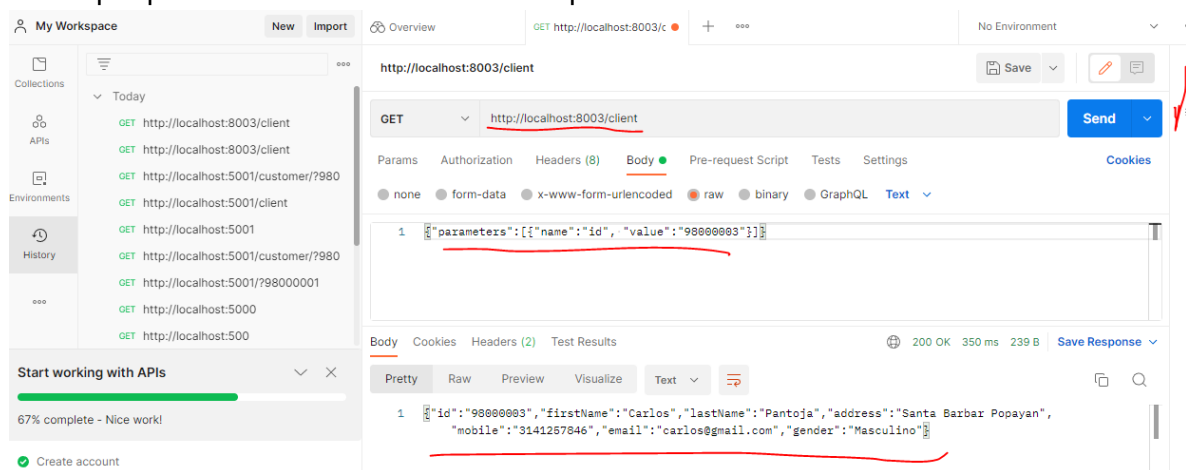 My Workspace
New
Import
Overview
GET http://localhost:8003/c
No Environment
Collections
APIs
Environments
History
Today
GET http://localhost:8003/client
GET http://localhost:8003/client
GET http://localhost:5001/customer/?980
GET http://localhost:5001/client
GET http://localhost:5001
GET http://localhost:5001/customer/?980
GET http://localhost:5001/?98000001
GET http://localhost:5000
GET http://localhost:500
Start working with APIs
67% complete - Nice work!
Create account
http://localhost:8003/client
Save
GET
http://localhost:8003/client
Send
Params Authorization Headers (8) Body Pre-request Script Tests Settings Cookies
none form-data x-www-form-urlencoded raw binary GraphQL Text
1 {"parameters":[{"name":"id", "value":"98000003"}]}
Body Cookies Headers (2) Test Results 200 OK 350 ms 239 B Save Response
Pretty Raw Preview Visualize Text
1 {"id":"98000003","firstName":"Carlos","lastName":"Pantoja","address":"Santa Barbar Popayan",
"mobile":"3141257846","email":"carlos@gmail.com","gender":"Masculino"}